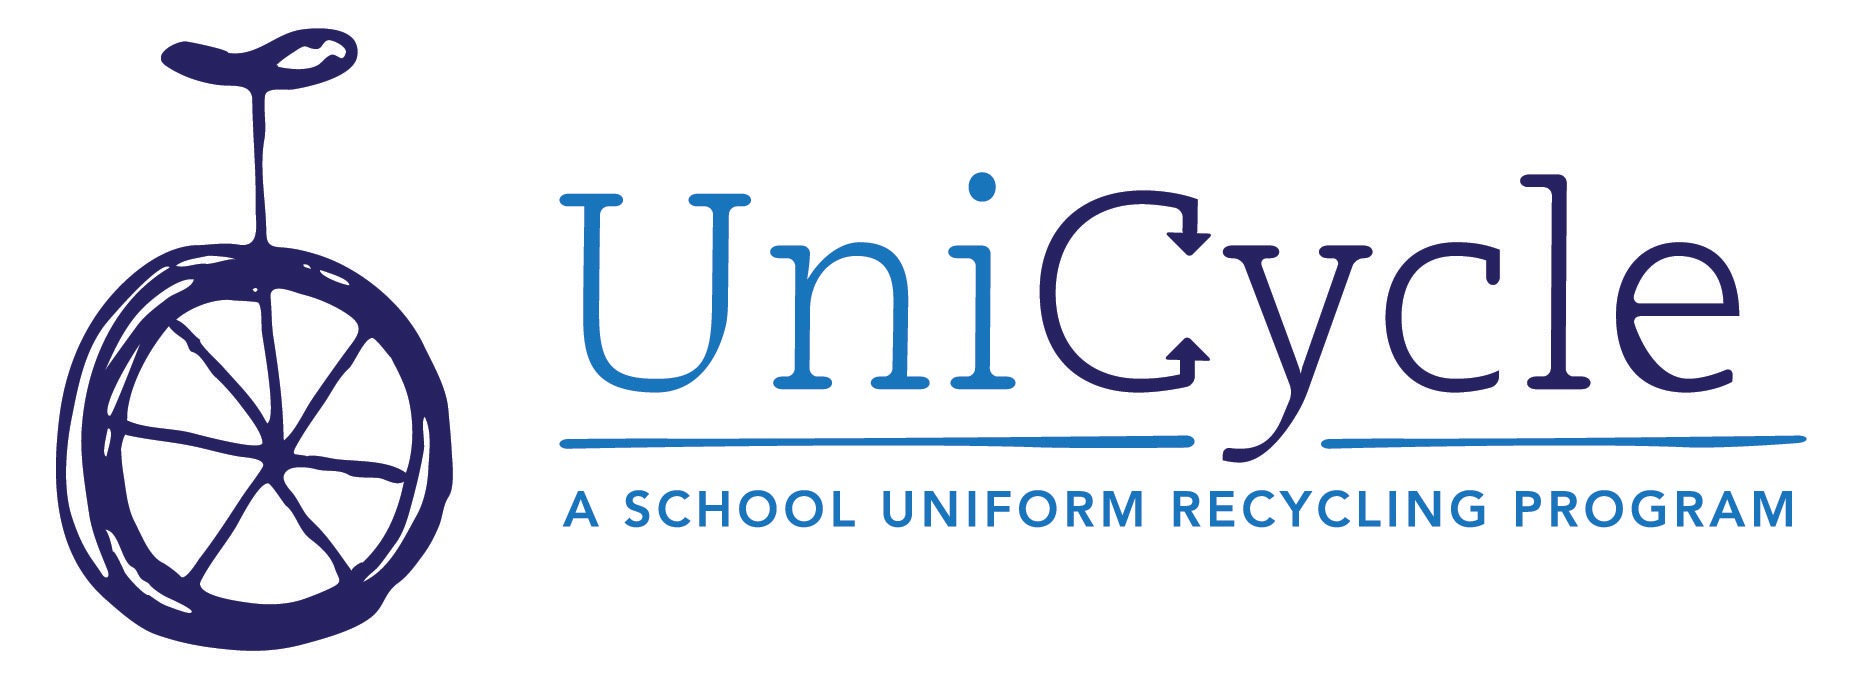 UniCycle
A SCHOOL UNIFORM RECYCLING PROGRAM